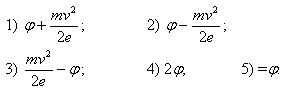 1) φ + mv²/2e ; 2) φ − mv²/2e ;
3) mv²/2e − φ; 4) 2φ, 5) =φ.